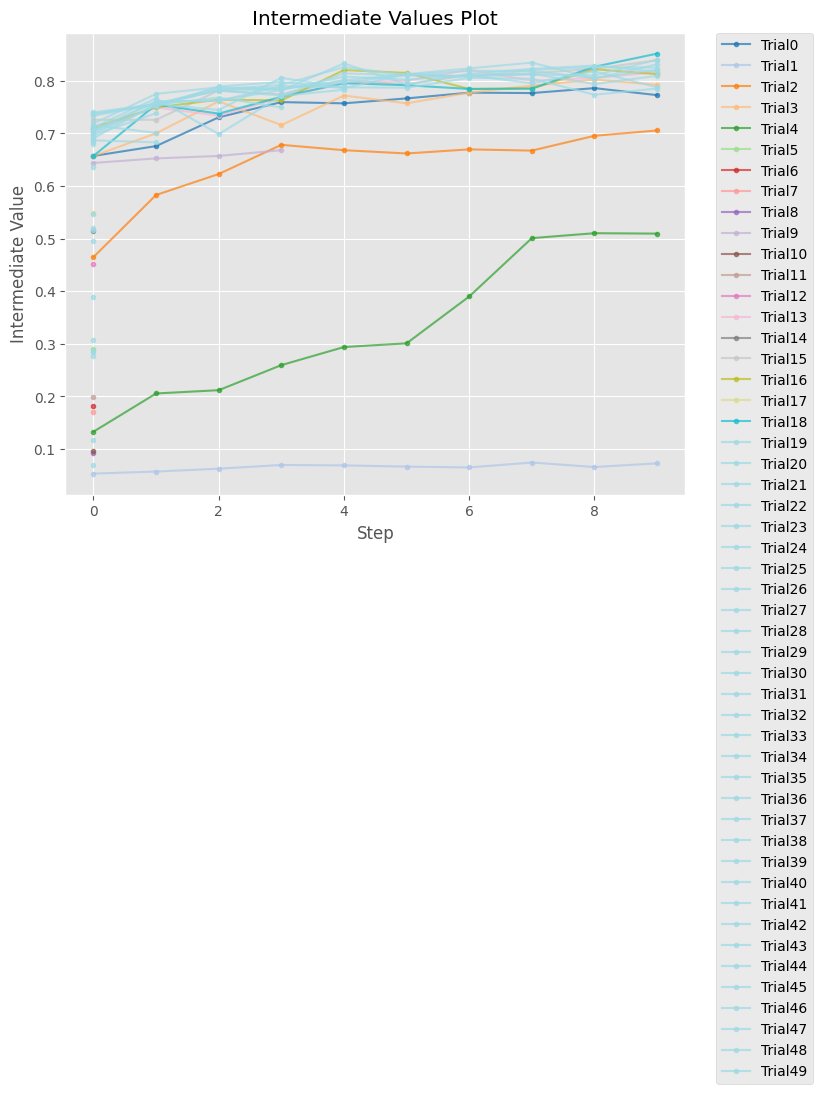 Intermediate Values Plot
Intermediate Value
0.8
0.7
0.6
0.5
0.4
0.3
0.2
0.1
0
2
4
6
8
Step
Trial0
Trial1
Trial2
Trial3
Trial4
Trial5
Trial6
Trial7
Trial8
Trial9
Trial10
Trial11
Trial12
Trial13
Trial14
Trial15
Trial16
Trial17
Trial18
Trial19
Trial20
Trial21
Trial22
Trial23
Trial24
Trial25
Trial26
Trial27
Trial28
Trial29
Trial30
Trial31
Trial32
Trial33
Trial34
Trial35
Trial36
Trial37
Trial38
Trial39
Trial40
Trial41
Trial42
Trial43
Trial44
Trial45
Trial46
Trial47
Trial48
Trial49